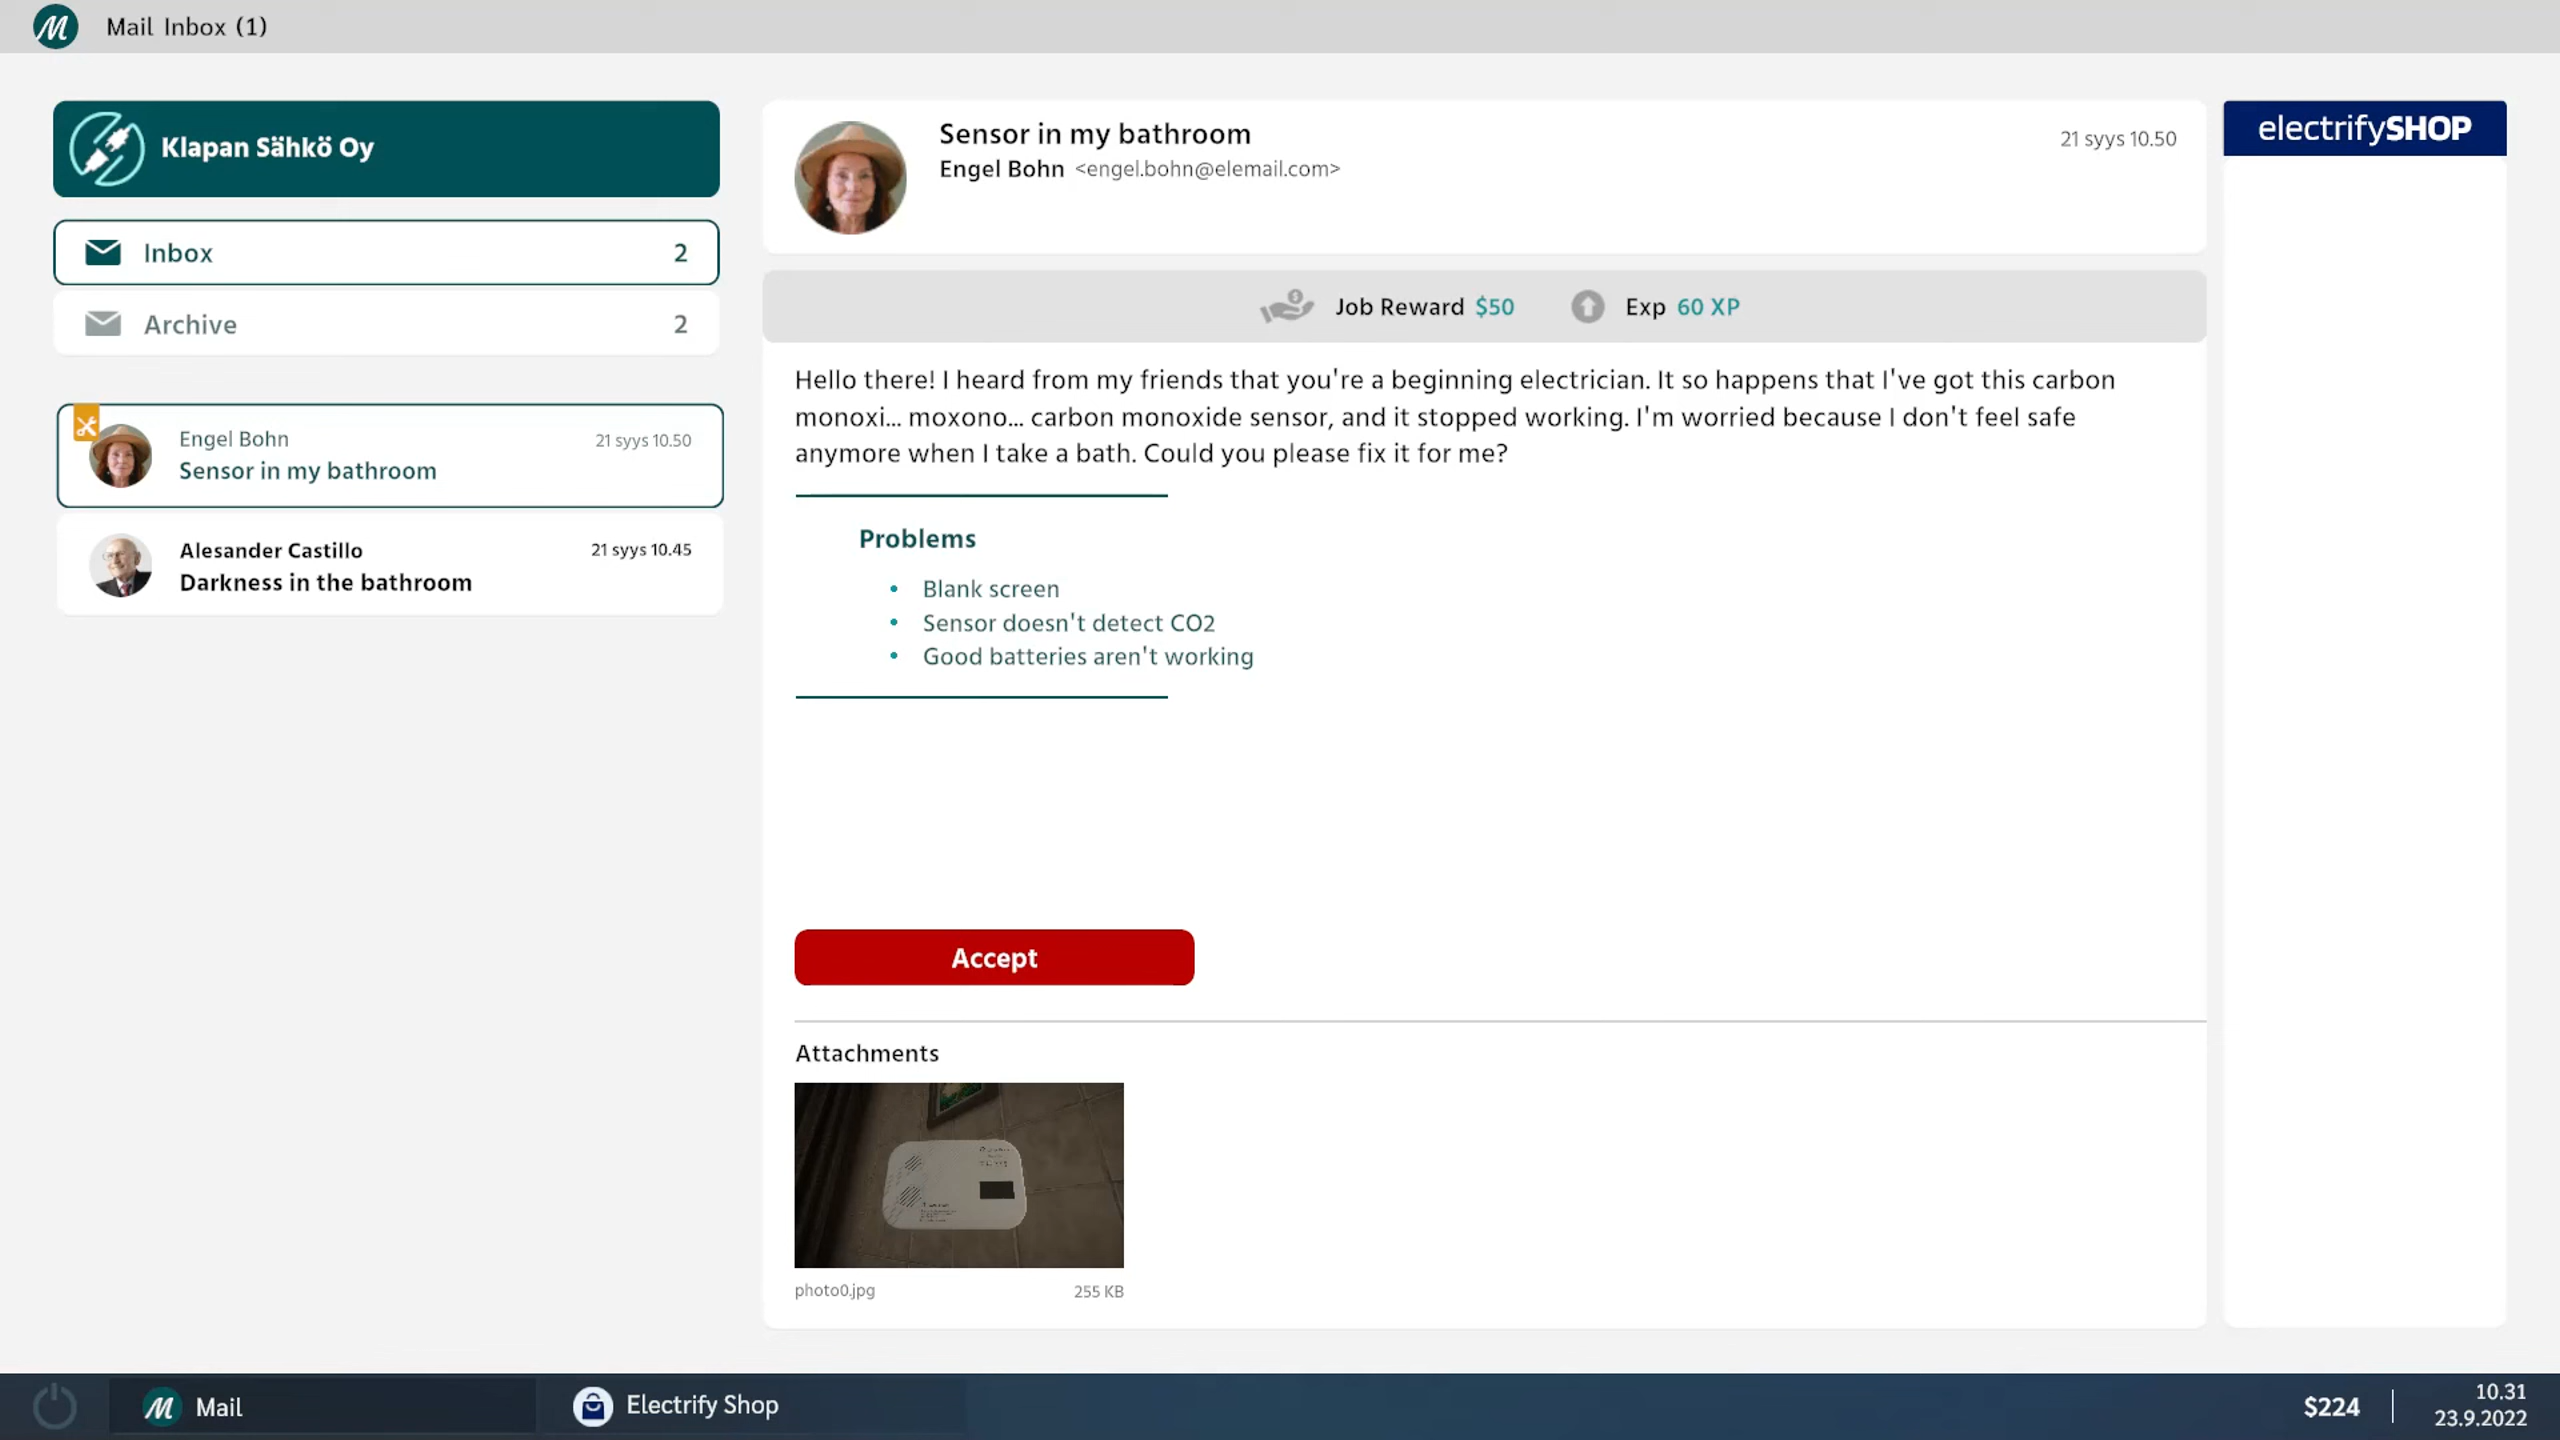 Mail Inbox (1)
Klapan Sähkö Oy
Inbox 2
Archive 2
Engel Bohn 21 syys 10.50
Sensor in my bathroom
Alesander Castillo 21 syys 10.45
Darkness in the bathroom
Sensor in my bathroom
Engel Bohn <engel.bohn@elemail.com>
21 syys 10.50
Job Reward $50 Exp 60 XP
Hello there! I heard from my friends that you're a beginning electrician. It so happens that I've got this carbon
monoxi... moxono... carbon monoxide sensor, and it stopped working. I'm worried because I don't feel safe
anymore when I take a bath. Could you please fix it for me?
Problems
• Blank screen
• Sensor doesn't detect CO2
• Good batteries aren't working
Accept
Attachments
photo0.jpg 255 KB
electrifySHOP
Mail
Electrify Shop
$224
10.31
23.9.2022